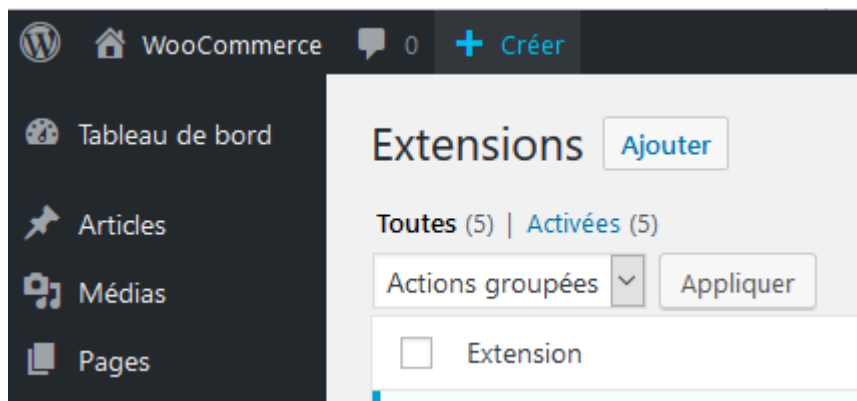 WooCommerce 0 + Créer
Tableau de bord
Extensions Ajouter
Articles
Toutes (5) | Activées (5)
Médias
Actions groupées Appliquer
Pages
Extension